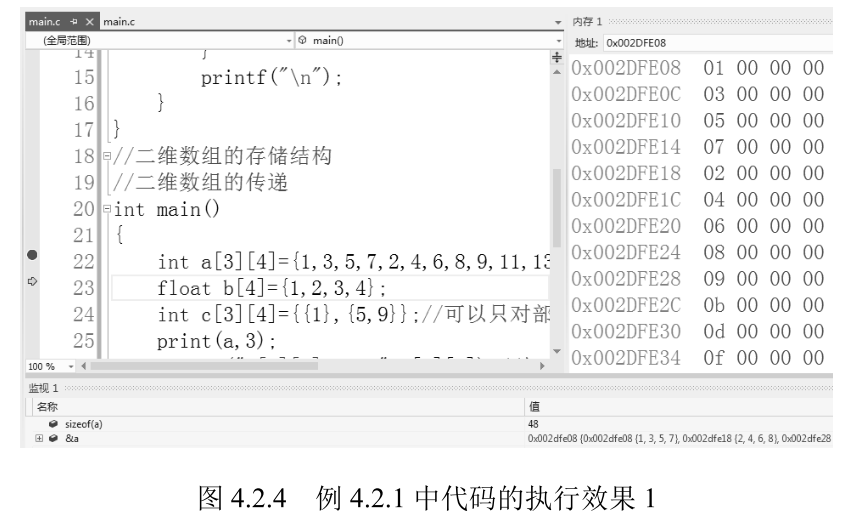 main.c main.c
(全局范围) main()
14 }
15 printf("\n");
16 }
17 }
18 //二维数组的存储结构
19 //二维数组的传递
20 int main()
21 {
22 int a[3][4]={1,3,5,7,2,4,6,8,9,11,13
23 float b[4]={1,2,3,4};
24 int c[3][4]={{1},{5,9}};//可以只对部
25 print(a,3);
100 %
内存 1
地址: 0x002DFE08
0x002DFE08 01 00 00 00
0x002DFE0C 03 00 00 00
0x002DFE10 05 00 00 00
0x002DFE14 07 00 00 00
0x002DFE18 02 00 00 00
0x002DFE1C 04 00 00 00
0x002DFE20 06 00 00 00
0x002DFE24 08 00 00 00
0x002DFE28 09 00 00 00
0x002DFE2C 0b 00 00 00
0x002DFE30 0d 00 00 00
0x002DFE34 0f 00 00 00
监视 1
名称 值
sizeof(a) 48
&a 0x002dfe08 {0x002dfe08 {1, 3, 5, 7}, 0x002dfe18 {2, 4, 6, 8}, 0x002dfe28
图 4.2.4 例 4.2.1 中代码的执行效果 1